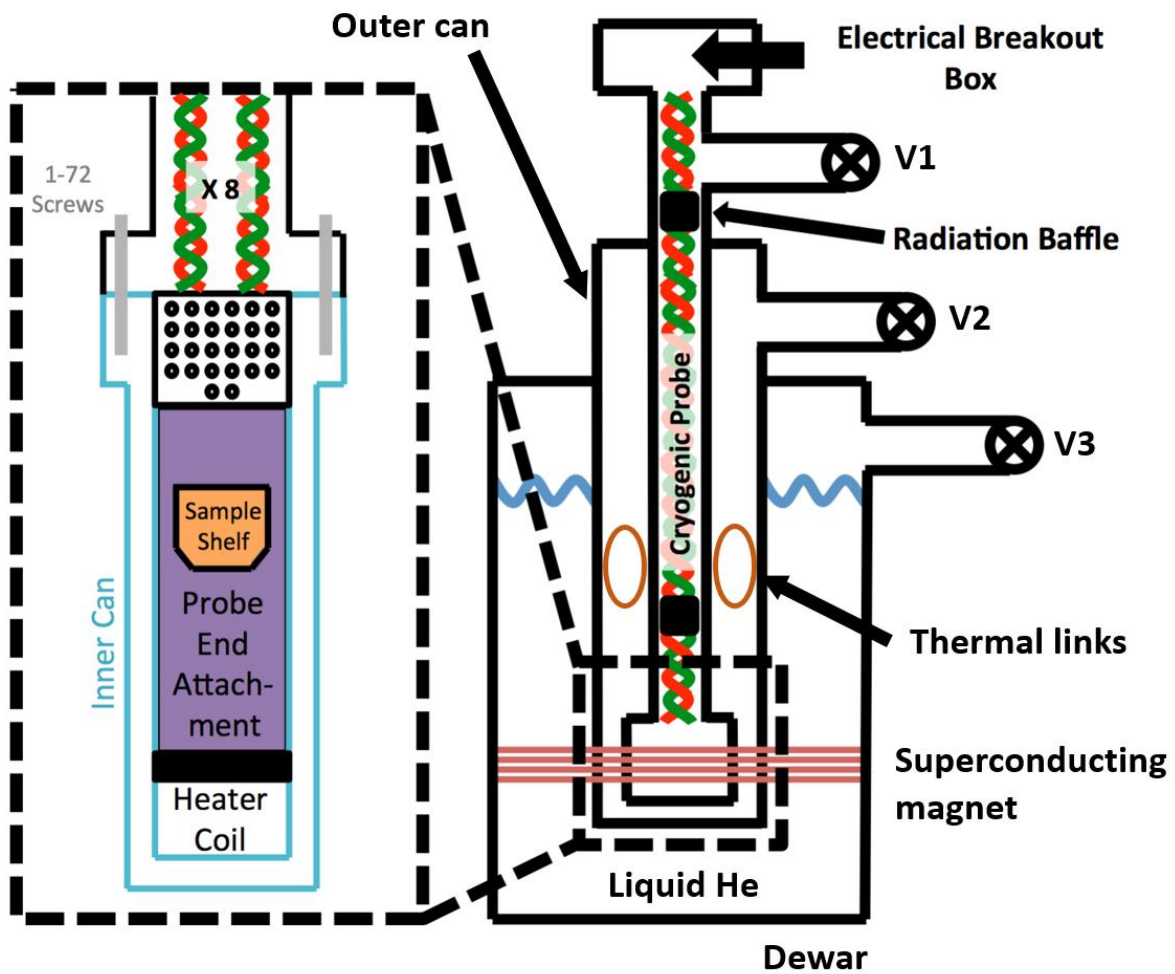 Outer can
Electrical Breakout
Box
V1
1-72
Screws
X 8
Radiation Baffle
V2
Cryogenic Probe
V3
Sample
Shelf
Probe
End
Attach-
ment
Inner Can
Thermal links
Heater
Coil
Superconducting
magnet
Liquid He
Dewar